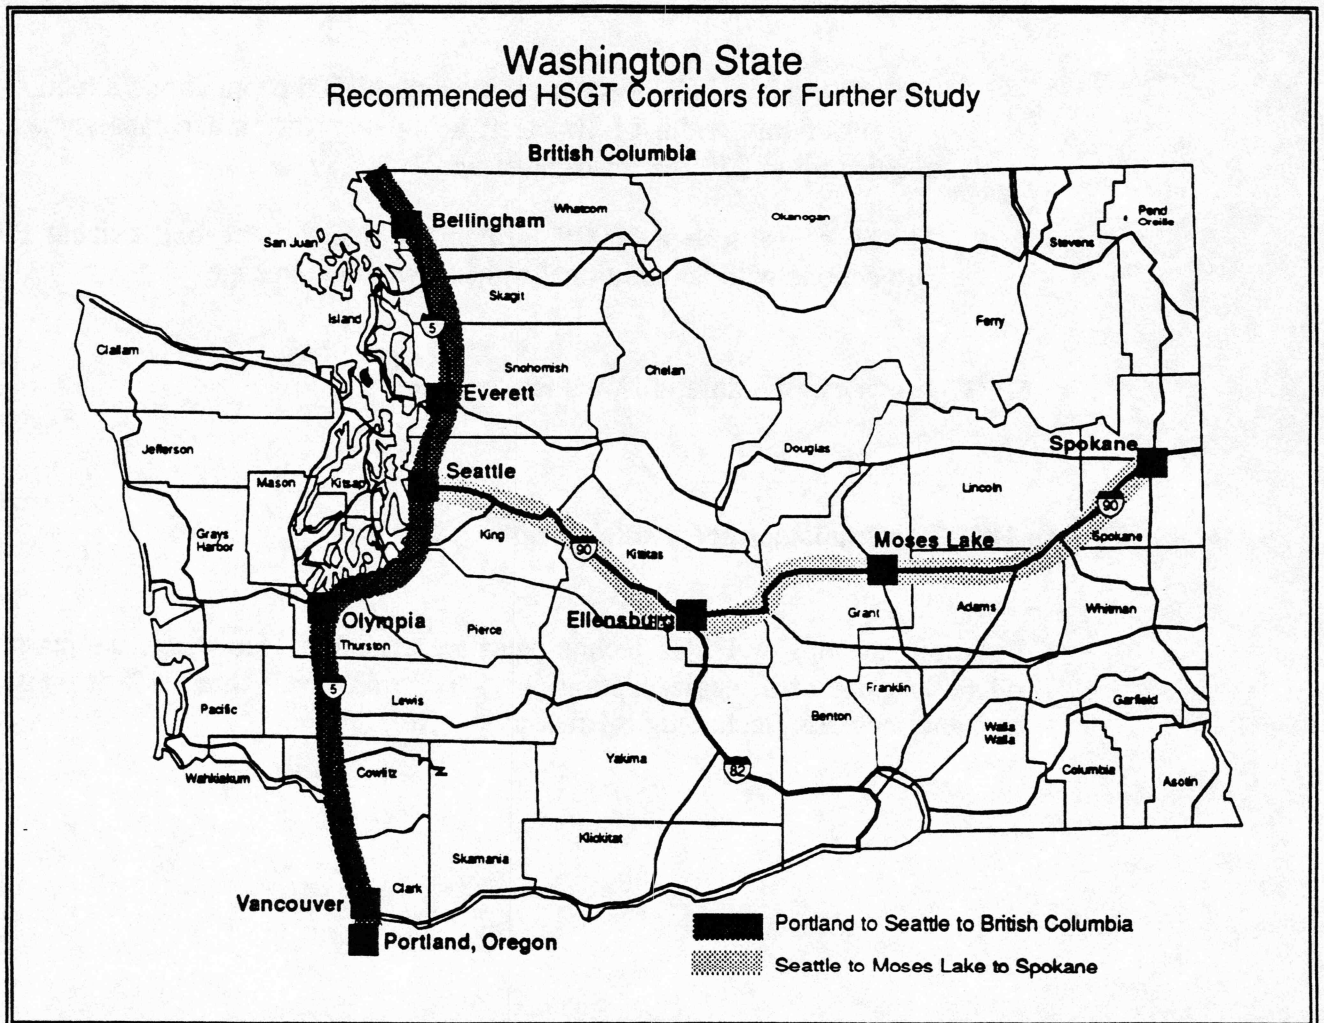 Washington State
Recommended HSGT Corridors for Further Study
British Columbia
Bellingham
Whatcom
Okanogan
Pend
Oreille
Stevens
San Juan
Skagit
Island
5
Ferry
Clallam
Snohomish
Chelan
Everett
Jefferson
Douglas
Spokane
Seattle
Mason
Kitsap
Lincoln
90
Grays
Harbor
King
90
Kittitas
Moses Lake
Spokane
Ellensburg
Grant
Adams
Whitman
Olympia
Pierce
Thurston
5
Lewis
Franklin
Garfield
Pacific
Benton
Walla
Walla
Wahkiakum
Cowlitz
Yakima
82
Columbia
Asotin
Klickitat
Skamania
Clark
Vancouver
Portland, Oregon
Portland to Seattle to British Columbia
Seattle to Moses Lake to Spokane